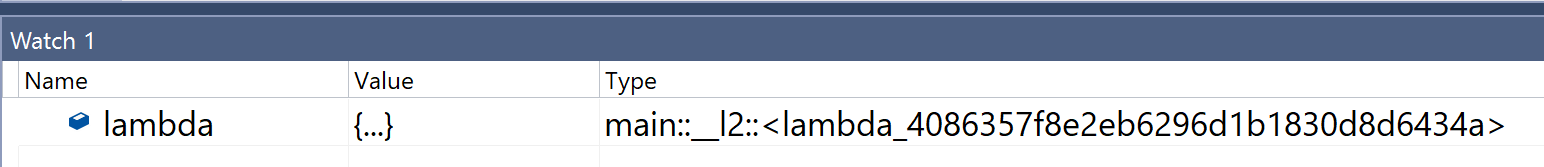 Watch 1
Name Value Type
lambda {...} main::__l2::<lambda_4086357f8e2eb6296d1b1830d8d6434a>